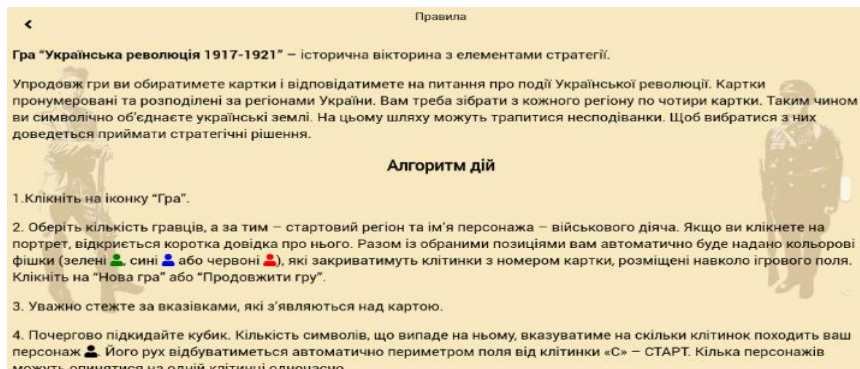 Правила
Гра "Українська революція 1917-1921" – історична вікторина з елементами стратегії.
Упродовж гри ви обиратимете картки і відповідатимете на питання про події Української революції. Картки
пронумеровані та розподілені за регіонами України. Вам треба зібрати з кожного регіону по чотири картки. Таким чином
ви символічно об'єднаєте українські землі. На цьому шляху можуть трапитися несподіванки. Щоб вибратися з них
доведеться приймати стратегічні рішення.
Алгоритм дій
1.Клікніть на іконку "Гра".
2. Оберіть кількість гравців, а за тим – стартовий регіон та ім'я персонажа – військового діяча. Якщо ви клікнете на
портрет, відкриється коротка довідка про нього. Разом із обраними позиціями вам автоматично буде надано кольорові
фішки (зелені , сині або червоні ), які закриватимуть клітинки з номером картки, розміщені навколо ігрового поля.
Клікніть на "Нова гра" або "Продовжити гру".
3. Уважно стежте за вказівками, які з'являються над картою.
4. Почергово підкидайте кубик. Кількість символів, що випаде на ньому, вказуватиме на скільки клітинок походить ваш
персонаж . Його рух відбуватиметься автоматично периметром поля від клітинки «С» – СТАРТ. Кілька персонажів
можуть опинятися на одній клітинці одночасно